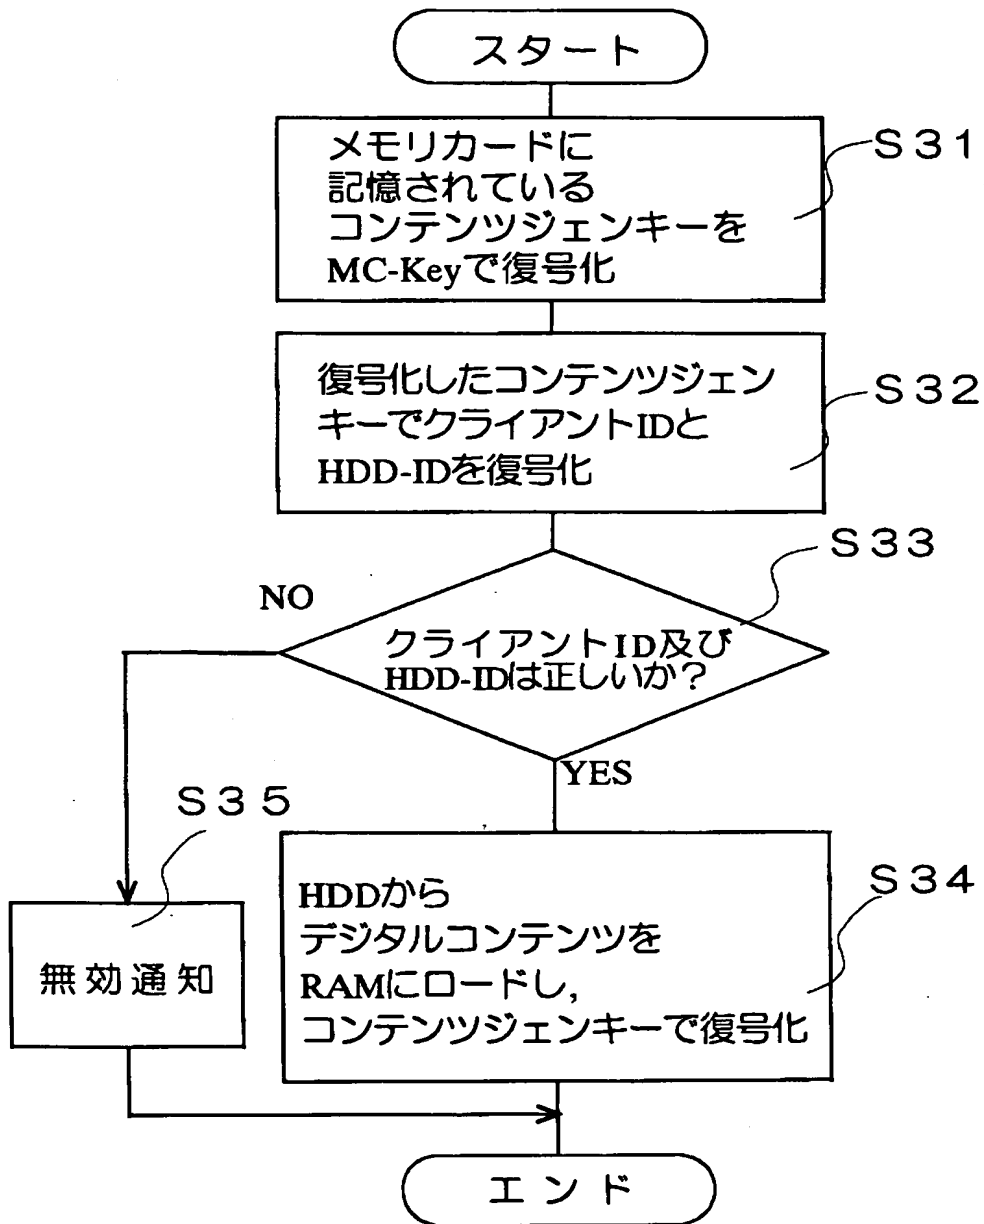 スタート
メモリカードに
記憶されている
コンテンツジェンキーを
MC-Keyで復号化
S31
復号化したコンテンツジェン
キーでクライアントIDと
HDD-IDを復号化
S32
S33
NO
クライアントID及び
HDD-IDは正しいか？
YES
S35
無効通知
HDDから
デジタルコンテンツを
RAMにロードし,
コンテンツジェンキーで復号化
S34
エンド